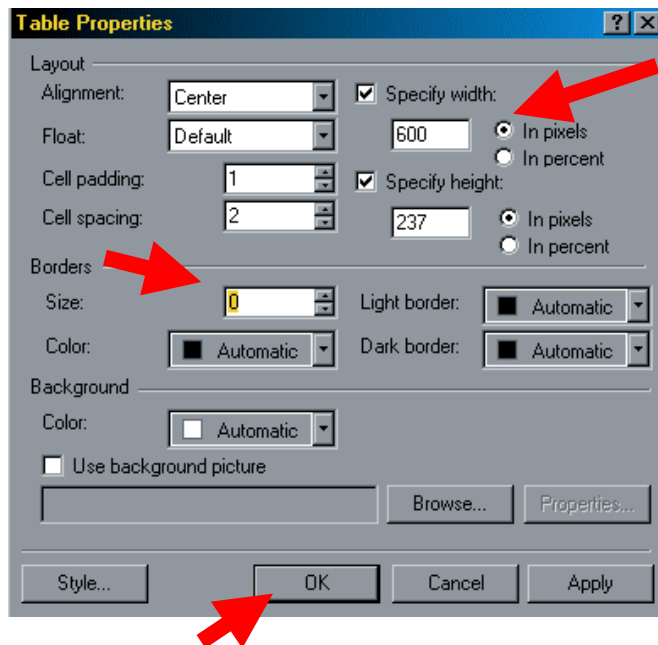 Table Properties
Layout
Alignment: Center Specify width:
Float: Default 600 In pixels
In percent
Cell padding: 1 Specify height:
Cell spacing: 2 237 In pixels
In percent
Borders
Size: 0 Light border: Automatic
Color: Automatic Dark border: Automatic
Background
Color: Automatic
Use background picture
Browse... Properties...
Style... OK Cancel Apply